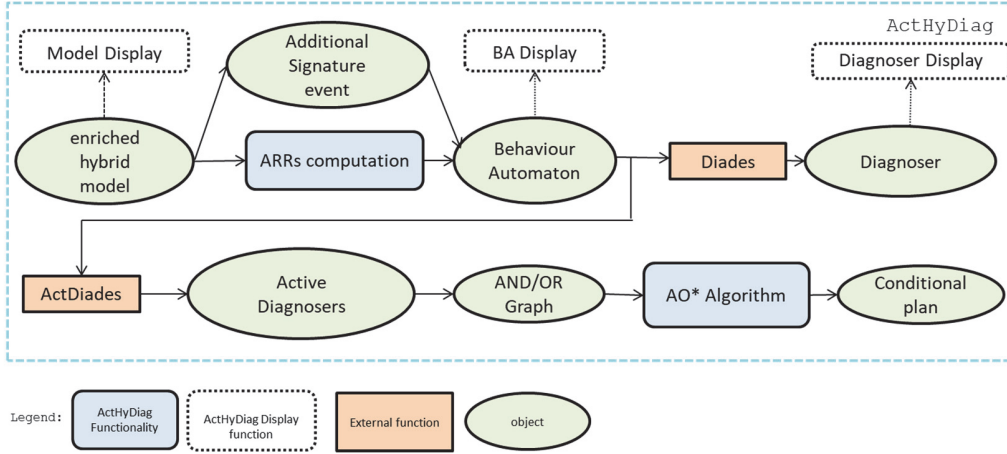 ActHyDiag
Model Display
Additional
Signature
event
BA Display
Diagnoser Display
enriched
hybrid
model
ARRs computation
Behaviour
Automaton
Diades
Diagnoser
ActDiades
Active
Diagnosers
AND/OR
Graph
AO* Algorithm
Conditional
plan
Legend:
ActHyDiag
Functionality
ActHyDiag Display
function
External function
object